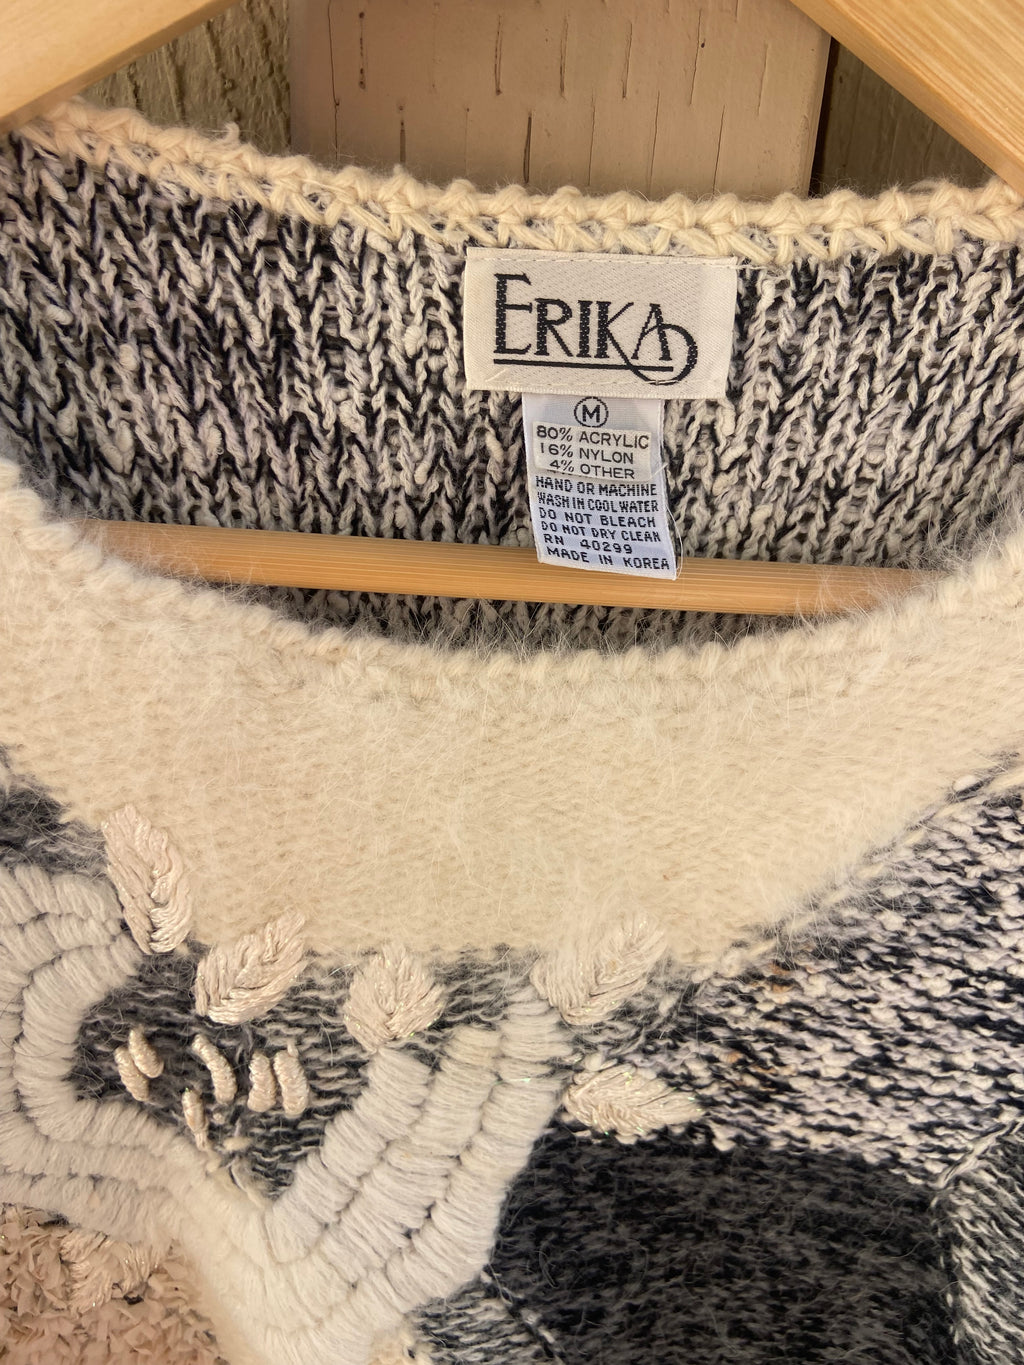 ERIKA
M
80% ACRYLIC
16% NYLON
4% OTHER
HAND OR MACHINE
WASH IN COOL WATER
DO NOT BLEACH
DO NOT DRY CLEAN
RN 40299
MADE IN KOREA